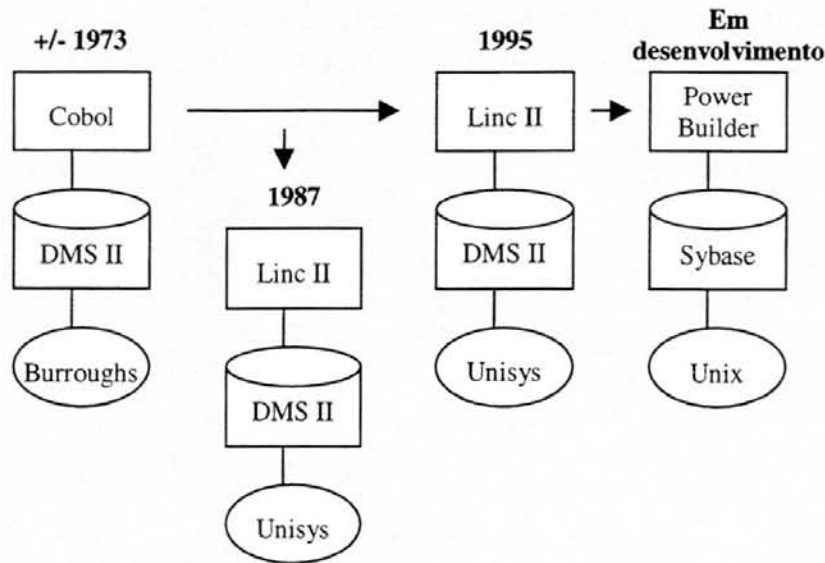 +/- 1973
Cobol
DMS II
Burroughs
1987
Linc II
DMS II
Unisys
1995
Linc II
DMS II
Unisys
Em
desenvolvimento
Power
Builder
Sybase
Unix